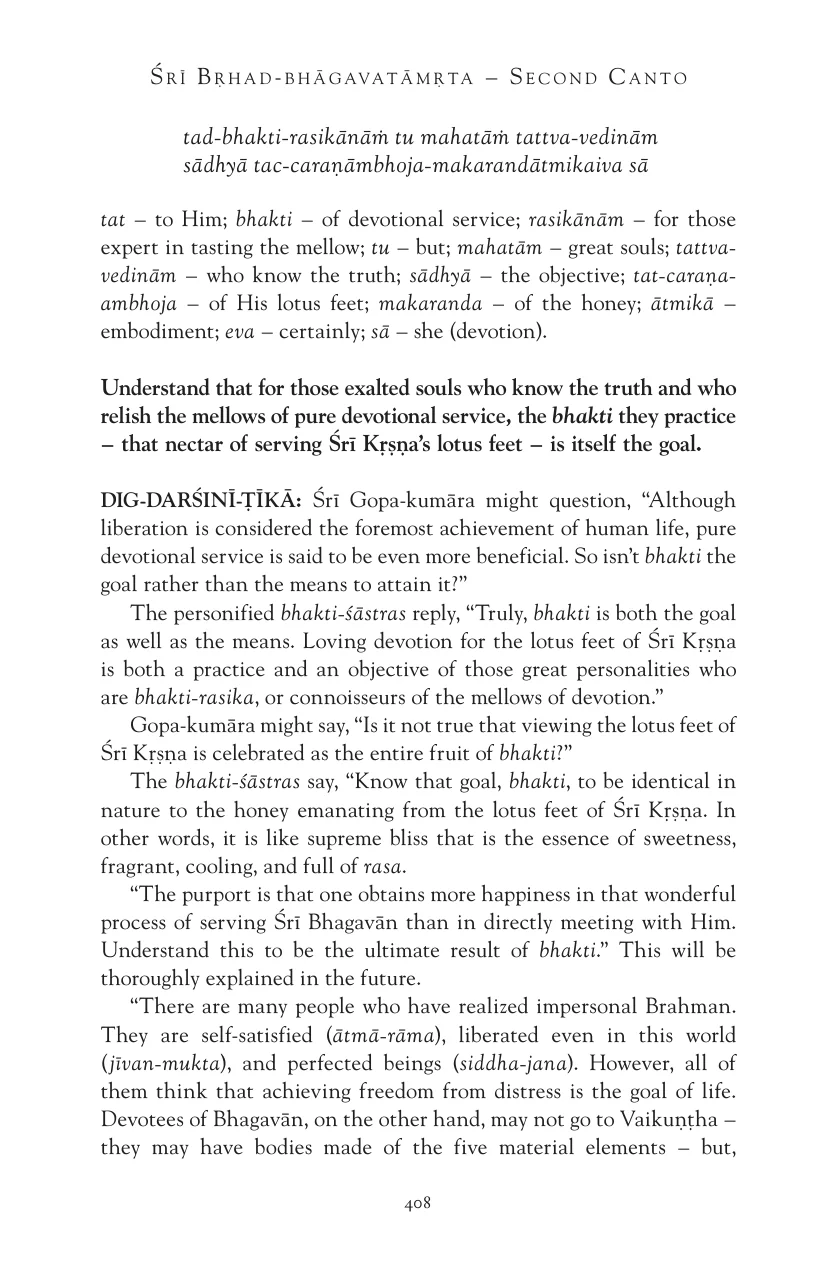 Śrī Bṛhad-bhāgavatāmṛta – Second Canto
tad-bhakti-rasikānāṁ tu mahatāṁ tattva-vedinām
sādhyā tac-caraṇāmbhoja-makarandātmikaiva sā
tat – to Him; bhakti – of devotional service; rasikānām – for those
expert in tasting the mellow; tu – but; mahatām – great souls; tattva-
vedinām – who know the truth; sādhyā – the objective; tat-caraṇa-
ambhoja – of His lotus feet; makaranda – of the honey; ātmikā –
embodiment; eva – certainly; sā – she (devotion).
Understand that for those exalted souls who know the truth and who
relish the mellows of pure devotional service, the bhakti they practice
– that nectar of serving Śrī Kṛṣṇa’s lotus feet – is itself the goal.
DIG-DARŚINĪ-ṬĪKĀ: Śrī Gopa-kumāra might question, “Although
liberation is considered the foremost achievement of human life, pure
devotional service is said to be even more beneficial. So isn’t bhakti the
goal rather than the means to attain it?”
The personified bhakti-śāstras reply, “Truly, bhakti is both the goal
as well as the means. Loving devotion for the lotus feet of Śrī Kṛṣṇa
is both a practice and an objective of those great personalities who
are bhakti-rasika, or connoisseurs of the mellows of devotion.”
Gopa-kumāra might say, “Is it not true that viewing the lotus feet of
Śrī Kṛṣṇa is celebrated as the entire fruit of bhakti?”
The bhakti-śāstras say, “Know that goal, bhakti, to be identical in
nature to the honey emanating from the lotus feet of Śrī Kṛṣṇa. In
other words, it is like supreme bliss that is the essence of sweetness,
fragrant, cooling, and full of rasa.
“The purport is that one obtains more happiness in that wonderful
process of serving Śrī Bhagavān than in directly meeting with Him.
Understand this to be the ultimate result of bhakti.” This will be
thoroughly explained in the future.
“There are many people who have realized impersonal Brahman.
They are self-satisfied (ātmā-rāma), liberated even in this world
(jīvan-mukta), and perfected beings (siddha-jana). However, all of
them think that achieving freedom from distress is the goal of life.
Devotees of Bhagavān, on the other hand, may not go to Vaikuṇṭha –
they may have bodies made of the five material elements – but,
408